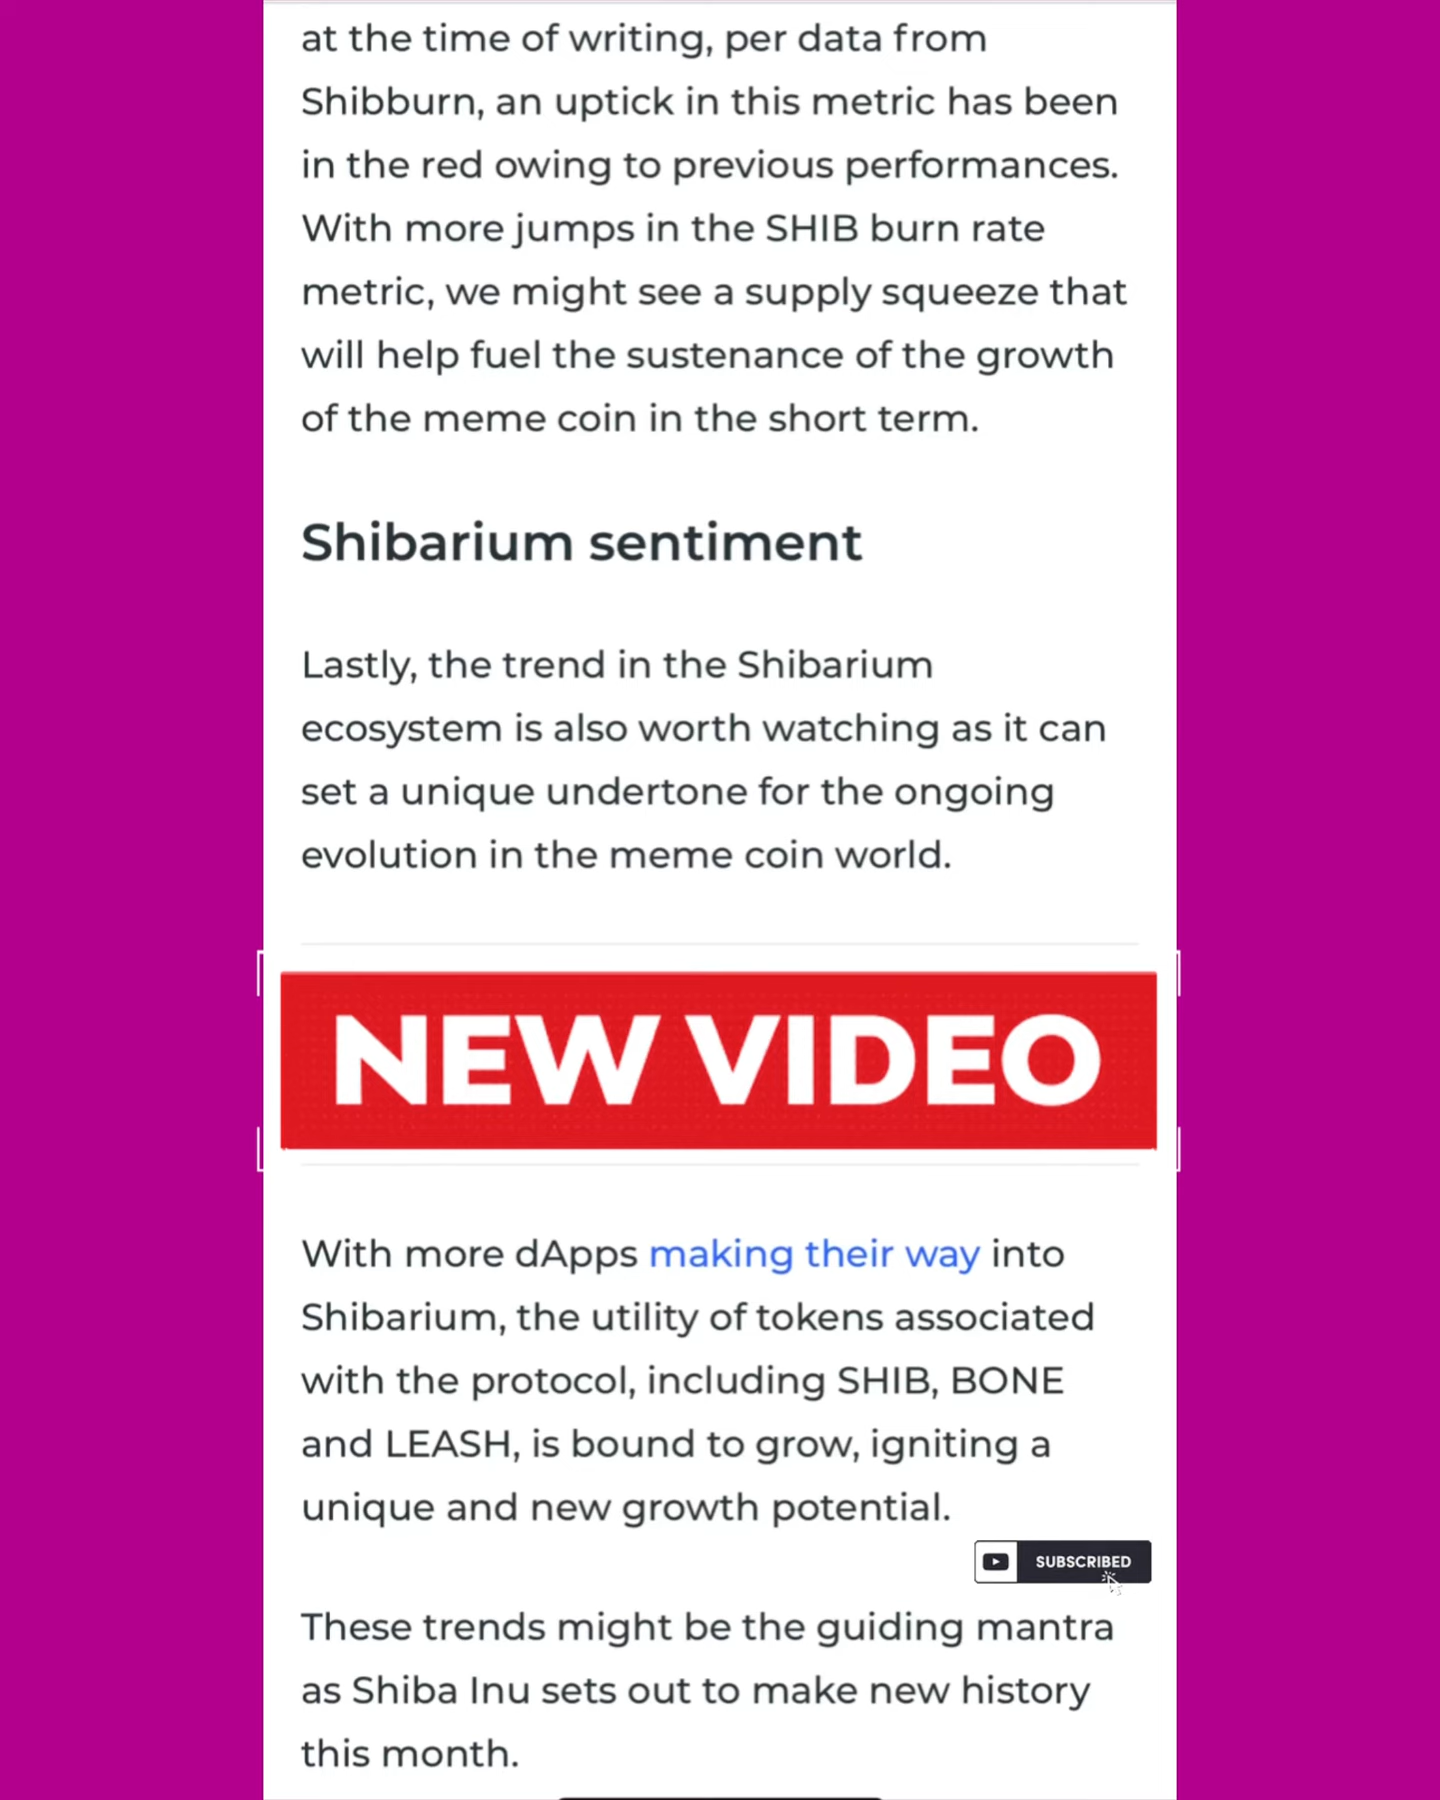 at the time of writing, per data from
Shibburn, an uptick in this metric has been
in the red owing to previous performances.
With more jumps in the SHIB burn rate
metric, we might see a supply squeeze that
will help fuel the sustenance of the growth
of the meme coin in the short term.
Shibarium sentiment
Lastly, the trend in the Shibarium
ecosystem is also worth watching as it can
set a unique undertone for the ongoing
evolution in the meme coin world.
NEW VIDEO
With more dApps making their way into
Shibarium, the utility of tokens associated
with the protocol, including SHIB, BONE
and LEASH, is bound to grow, igniting a
unique and new growth potential.
SUBSCRIBED
These trends might be the guiding mantra
as Shiba Inu sets out to make new history
this month.